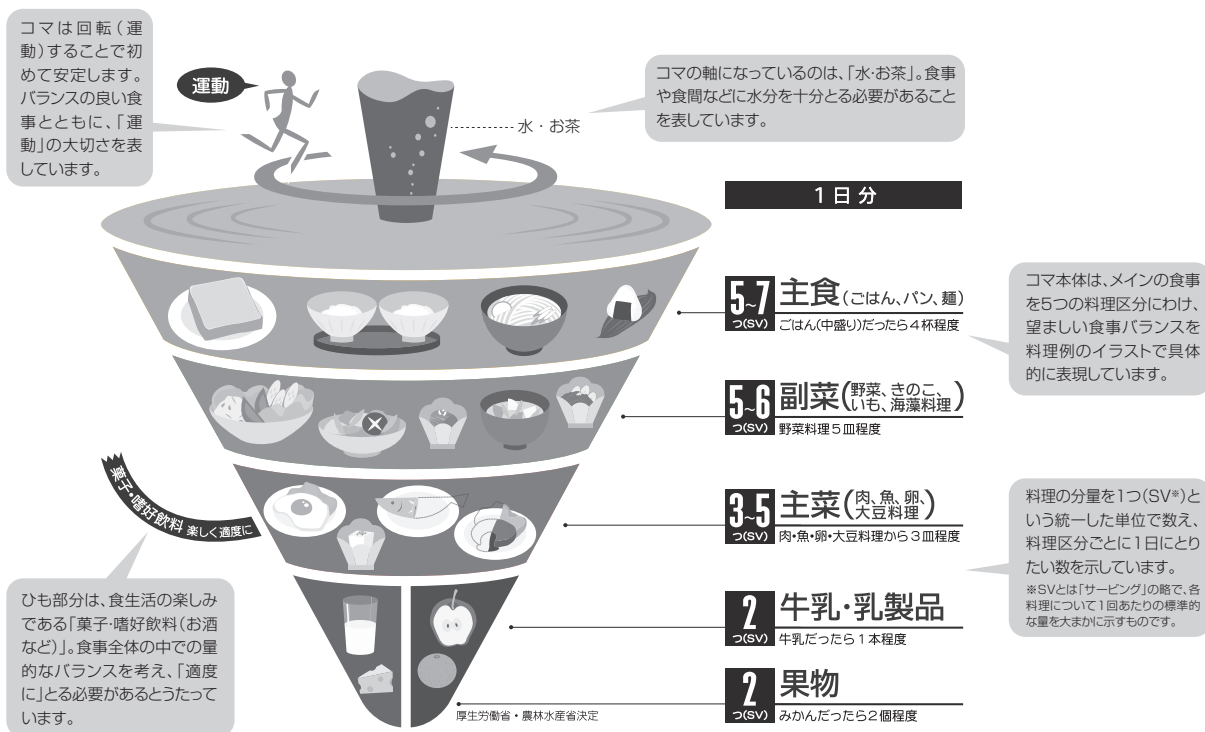 コマは回転(運
動)することで初
めて安定します。
バランスの良い食
事とともに、「運
動」の大切さを表
しています。
運動
水・お茶
コマの軸になっているのは、「水・お茶」。食事
や食間などに水分を十分とる必要があること
を表しています。
1日分
5~7
つ(SV)
主食(ごはん、パン、麺)
ごはん(中盛り)だったら4杯程度
コマ本体は、メインの食事
を5つの料理区分にわけ、
望ましい食事バランスを
料理例のイラストで具体
的に表現しています。
5~6
つ(SV)
副菜(野菜、きのこ、
いも、海藻料理)
野菜料理5皿程度
菓子・嗜好飲料 楽しく適度に
3~5
つ(SV)
主菜(肉、魚、卵、
大豆料理)
肉・魚・卵・大豆料理から3皿程度
料理の分量を1つ(SV※)と
いう統一した単位で数え、
料理区分ごとに1日にとり
たい数を示しています。
※SVとは「サービング」の略で、各
料理について1回あたりの標準的
な量を大まかに示すものです。
ひも部分は、食生活の楽しみ
である「菓子・嗜好飲料(お酒
など)」。食事全体の中での量
的なバランスを考え、「適度
に」とる必要があるとうたって
います。
2
つ(SV)
牛乳・乳製品
牛乳だったら1本程度
2
つ(SV)
果物
みかんだったら2個程度
厚生労働省・農林水産省決定